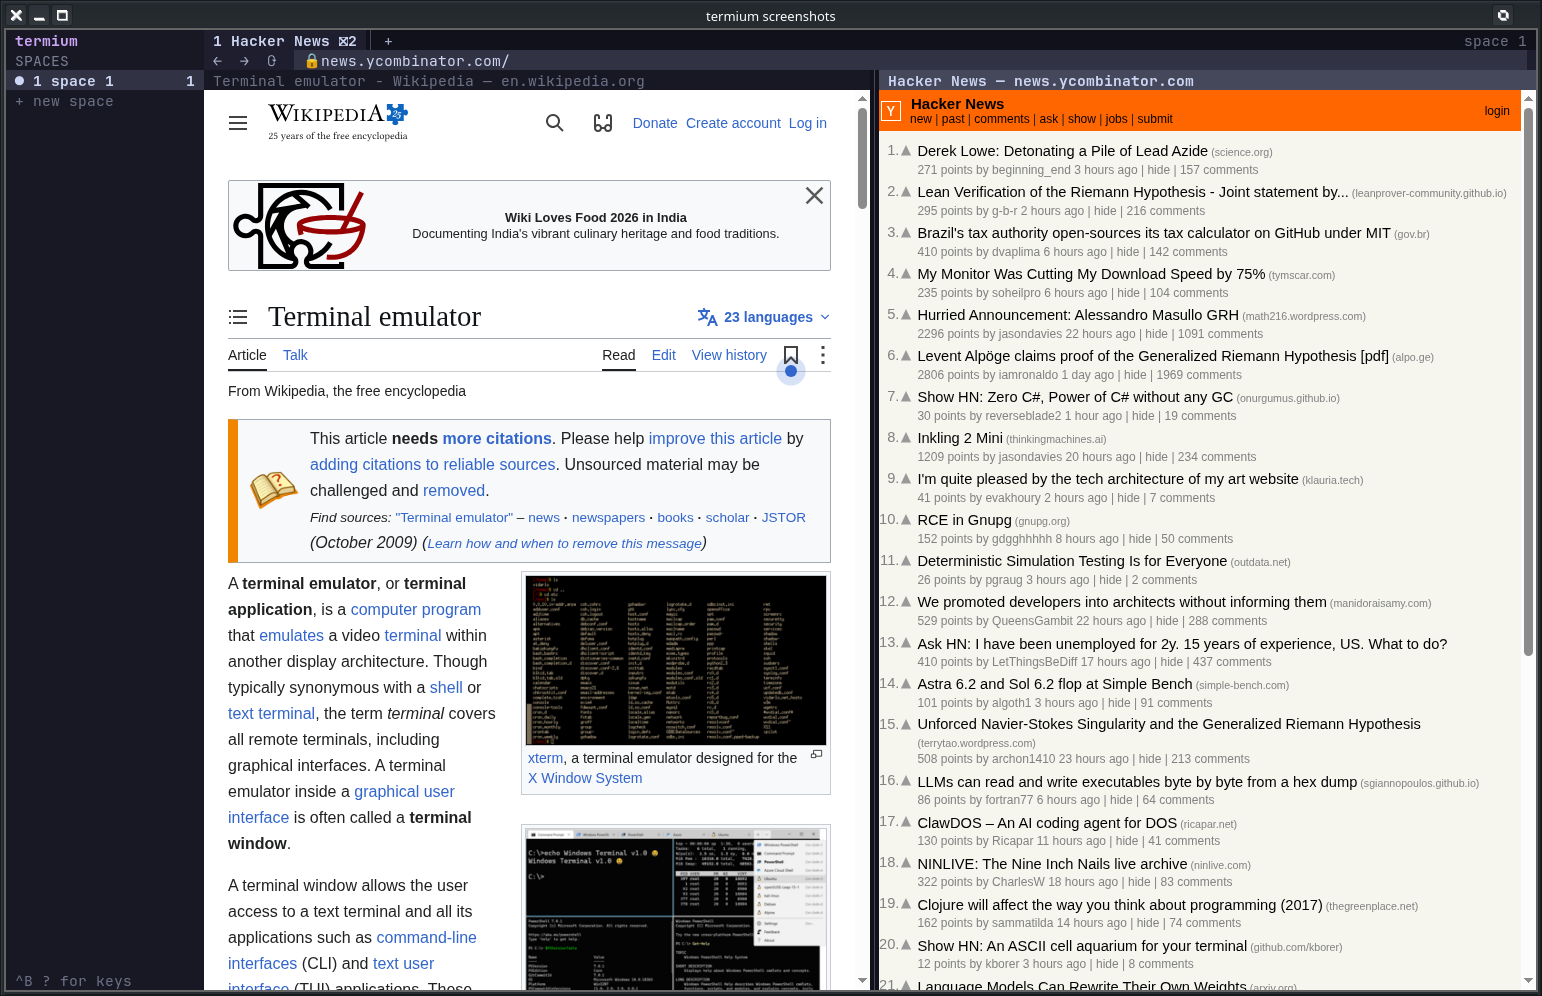 termium screenshots
termium
SPACES
1 space 1 1
+ new space
^B ? for keys
1 Hacker News 2 +
space 1
news.ycombinator.com/
Terminal emulator - Wikipedia — en.wikipedia.org
WIKIPEDIA 25
25 years of the free encyclopedia
Donate Create account Log in
Wiki Loves Food 2026 in India
Documenting India's vibrant culinary heritage and food traditions.
Terminal emulator
23 languages
Article Talk Read Edit View history
From Wikipedia, the free encyclopedia
This article needs more citations. Please help improve this article by
adding citations to reliable sources. Unsourced material may be
challenged and removed.
Find sources: "Terminal emulator" – news · newspapers · books · scholar · JSTOR
(October 2009) (Learn how and when to remove this message)
A terminal emulator, or terminal
application, is a computer program
that emulates a video terminal within
another display architecture. Though
typically synonymous with a shell or
text terminal, the term terminal covers
all remote terminals, including
graphical interfaces. A terminal
emulator inside a graphical user
interface is often called a terminal
window.
A terminal window allows the user
access to a text terminal and all its
applications such as command-line
interfaces (CLI) and text user
interface (TUI) applications. These
xterm, a terminal emulator designed for the
X Window System
C:\>echo Windows Terminal v1.0
Windows Terminal v1.0
C:\>
Hacker News — news.ycombinator.com
Y
Hacker News
new | past | comments | ask | show | jobs | submit
login
1. Derek Lowe: Detonating a Pile of Lead Azide (science.org)
271 points by beginning_end 3 hours ago | hide | 157 comments
2. Lean Verification of the Riemann Hypothesis - Joint statement by... (leanprover-community.github.io)
295 points by g-b-r 2 hours ago | hide | 216 comments
3. Brazil's tax authority open-sources its tax calculator on GitHub under MIT (gov.br)
410 points by dvaplima 6 hours ago | hide | 142 comments
4. My Monitor Was Cutting My Download Speed by 75% (tymscar.com)
235 points by soheilpro 6 hours ago | hide | 104 comments
5. Hurried Announcement: Alessandro Masullo GRH (math216.wordpress.com)
2296 points by jasondavies 22 hours ago | hide | 1091 comments
6. Levent Alpöge claims proof of the Generalized Riemann Hypothesis [pdf] (alpo.ge)
2806 points by iamronaldo 1 day ago | hide | 1969 comments
7. Show HN: Zero C#, Power of C# without any GC (onurgumus.github.io)
30 points by reverseblade2 1 hour ago | hide | 19 comments
8. Inkling 2 Mini (thinkingmachines.ai)
1209 points by jasondavies 20 hours ago | hide | 234 comments
9. I'm quite pleased by the tech architecture of my art website (klauria.tech)
41 points by evakhoury 2 hours ago | hide | 7 comments
10. RCE in Gnupg (gnupg.org)
152 points by gdgghhhhh 8 hours ago | hide | 50 comments
11. Deterministic Simulation Testing Is for Everyone (outdata.net)
26 points by pgraug 3 hours ago | hide | 2 comments
12. We promoted developers into architects without informing them (manidoraisamy.com)
529 points by QueensGambit 22 hours ago | hide | 288 comments
13. Ask HN: I have been unemployed for 2y. 15 years of experience, US. What to do?
410 points by LetThingsBeDiff 17 hours ago | hide | 437 comments
14. Astra 6.2 and Sol 6.2 flop at Simple Bench (simple-bench.com)
101 points by algoth1 3 hours ago | hide | 91 comments
15. Unforced Navier-Stokes Singularity and the Generalized Riemann Hypothesis
(terrytao.wordpress.com)
508 points by archon1410 23 hours ago | hide | 213 comments
16. LLMs can read and write executables byte by byte from a hex dump (sgiannopoulos.github.io)
86 points by fortran77 6 hours ago | hide | 64 comments
17. ClawDOS – An AI coding agent for DOS (ricapar.net)
130 points by Ricapar 11 hours ago | hide | 41 comments
18. NINLIVE: The Nine Inch Nails live archive (ninlive.com)
322 points by CharlesW 18 hours ago | hide | 83 comments
19. Clojure will affect the way you think about programming (2017) (thegreenplace.net)
162 points by sammatilda 14 hours ago | hide | 74 comments
20. Show HN: An ASCII cell aquarium for your terminal (github.com/kborer)
12 points by kborer 3 hours ago | hide | 8 comments
21. Language Models Can Rewrite Their Own Weights (arxiv.org)